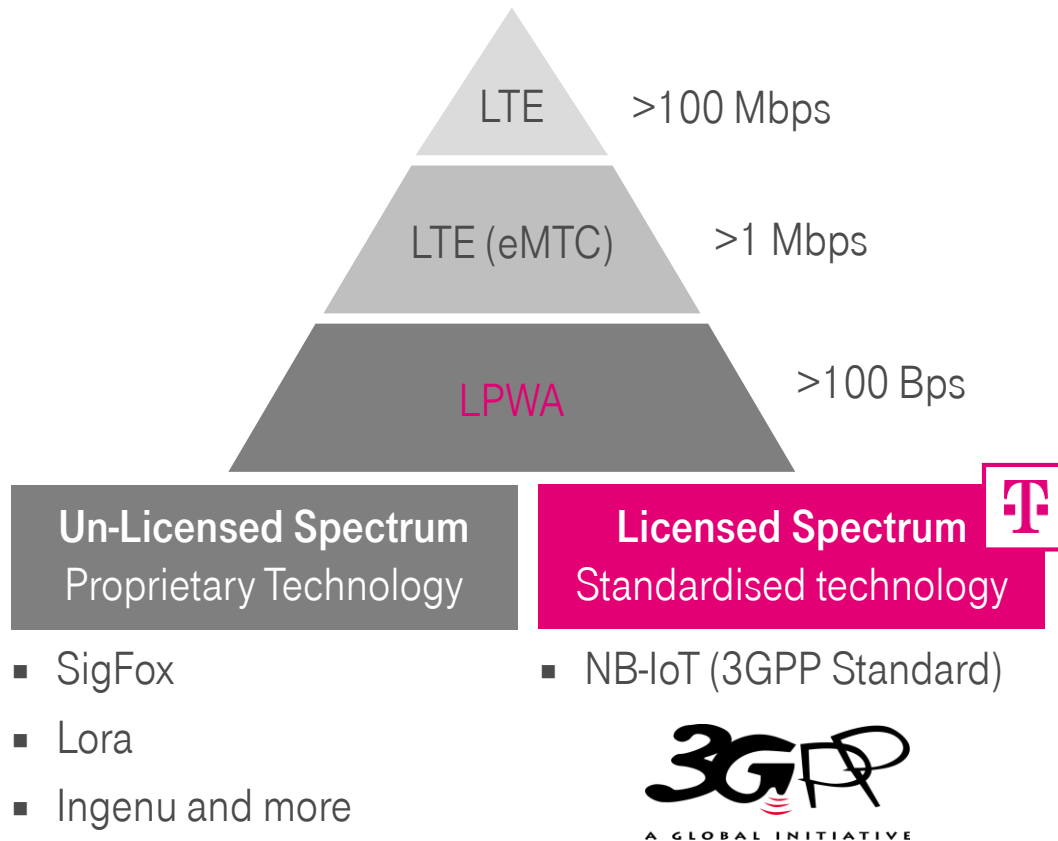 LTE
>100 Mbps
LTE (eMTC)
>1 Mbps
LPWA
>100 Bps
Un-Licensed Spectrum
Proprietary Technology
▪ SigFox
▪ Lora
▪ Ingenu and more
Licensed Spectrum
Standardised technology
T
▪ NB-IoT (3GPP Standard)
3GPP
A GLOBAL INITIATIVE